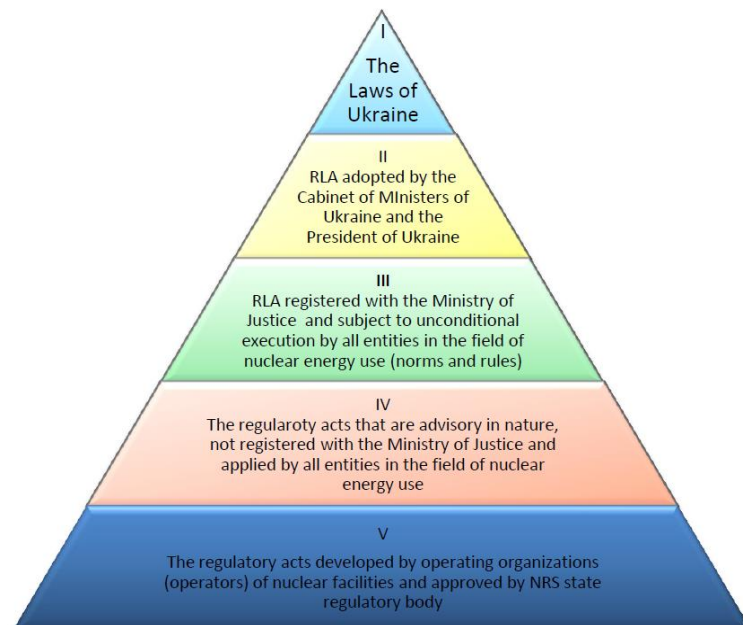 I
The
Laws of
Ukraine
II
RLA adopted by the
Cabinet of MInisters of
Ukraine and the
President of Ukraine
III
RLA registered with the Ministry of
Justice and subject to unconditional
execution by all entities in the field of
nuclear energy use (norms and rules)
IV
The regularoty acts that are advisory in nature,
not registered with the Ministry of Justice and
applied by all entities in the field of nuclear
energy use
V
The regulatory acts developed by operating organizations
(operators) of nuclear facilities and approved by NRS state
regulatory body